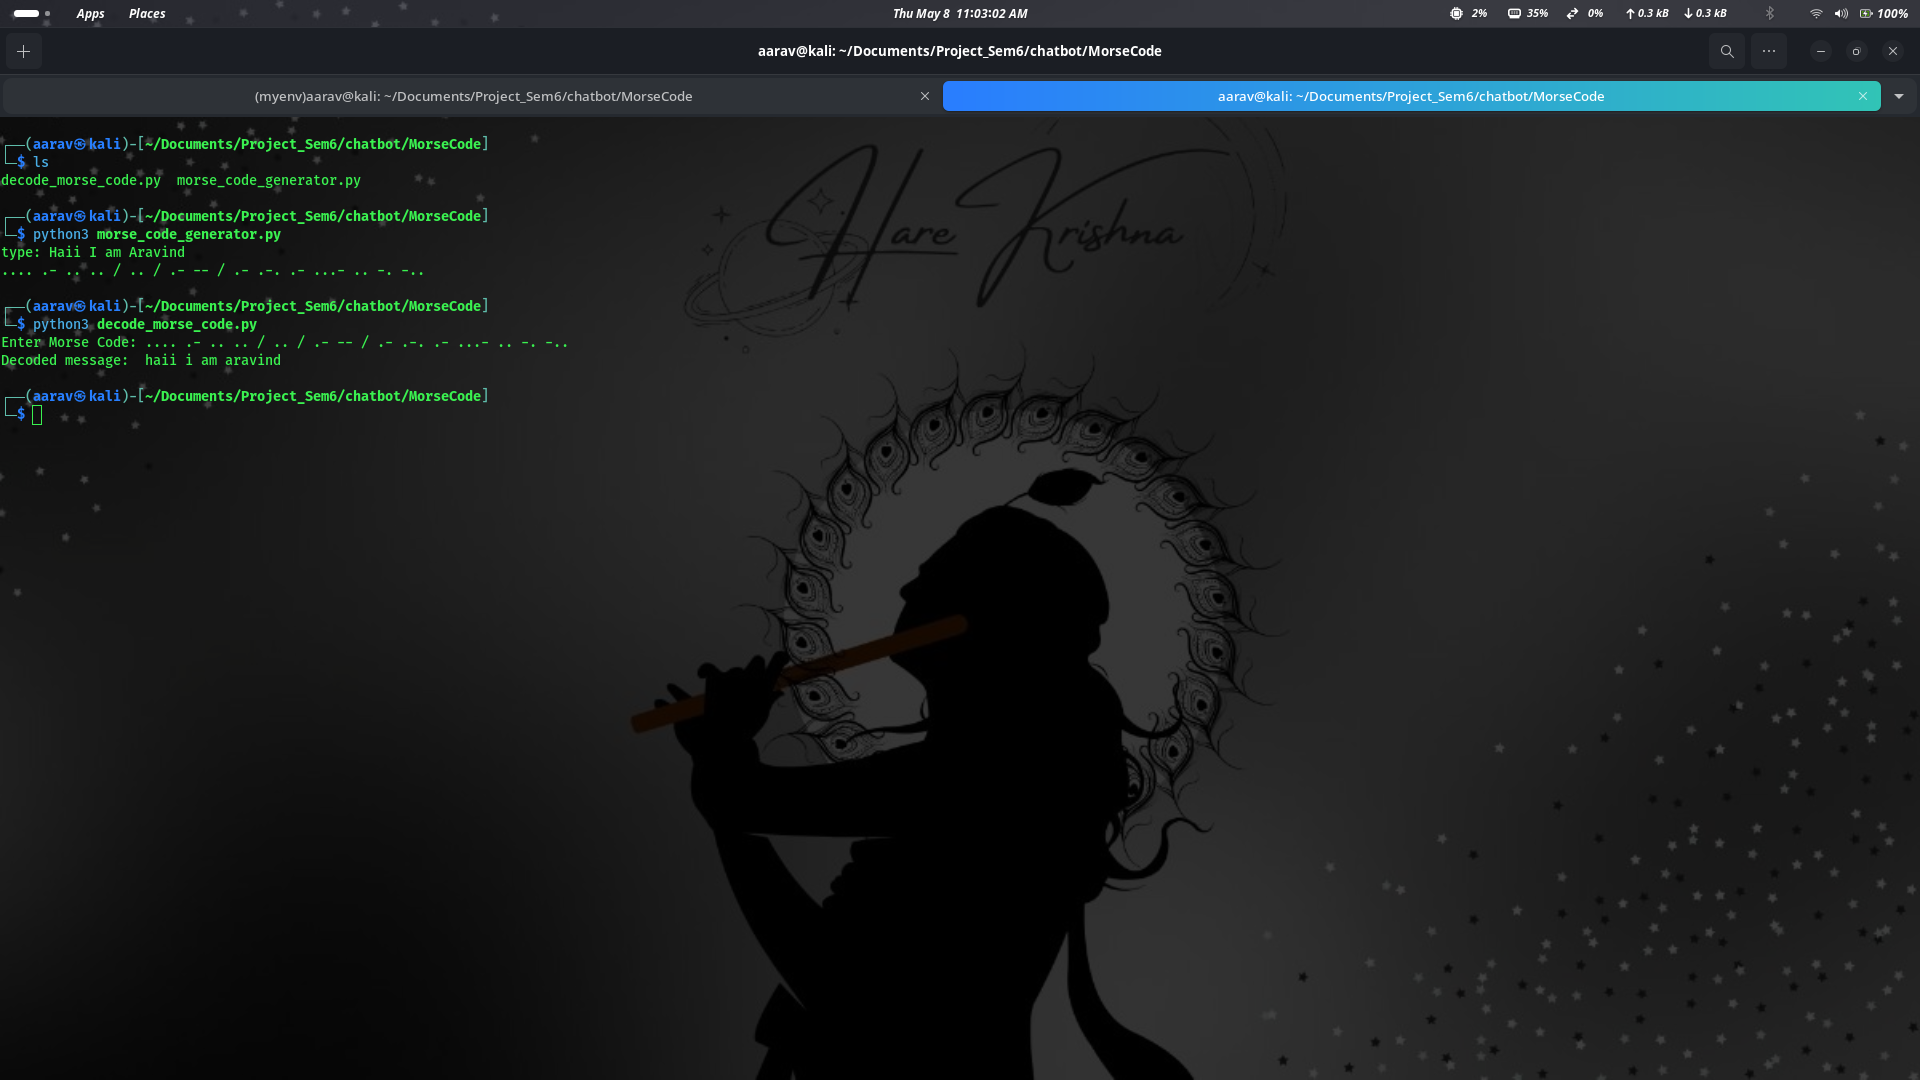 Apps Places Thu May 8 11:03:02 AM 2% 35% 0% ↑0.3 kB ↓0.3 kB 100%
aarav@kali: ~/Documents/Project_Sem6/chatbot/MorseCode
(myenv)aarav@kali: ~/Documents/Project_Sem6/chatbot/MorseCode aarav@kali: ~/Documents/Project_Sem6/chatbot/MorseCode
┌──(aarav㉿kali)-[~/Documents/Project_Sem6/chatbot/MorseCode]
└─$ ls
decode_morse_code.py  morse_code_generator.py
┌──(aarav㉿kali)-[~/Documents/Project_Sem6/chatbot/MorseCode]
└─$ python3 morse_code_generator.py
type: Haii I am Aravind
.... .- .. .. / .. / .- -- / .- .-. .- ...- .. -. -..
┌──(aarav㉿kali)-[~/Documents/Project_Sem6/chatbot/MorseCode]
└─$ python3 decode_morse_code.py
Enter Morse Code: .... .- .. .. / .. / .- -- / .- .-. .- ...- .. -. -..
Decoded message:  haii i am aravind
┌──(aarav㉿kali)-[~/Documents/Project_Sem6/chatbot/MorseCode]
└─$
Hare Krishna